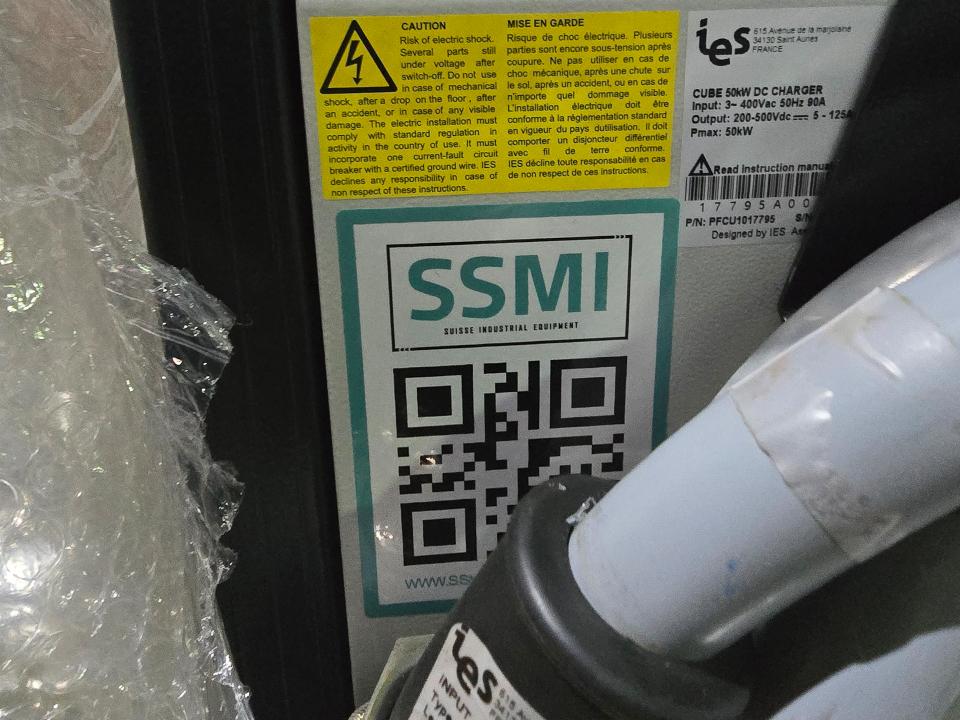 CAUTION
Risk of electric shock.
Several parts still
under voltage after
switch-off. Do not use
in case of mechanical
shock, after a drop on the floor , after
an accident, or in case of any visible
damage. The electric installation must
comply with standard regulation in
activity in the country of use. It must
incorporate one current-fault circuit
breaker with a certified ground wire. IES
declines any responsibility in case of
non respect of these instructions.
MISE EN GARDE
Risque de choc électrique. Plusieurs
parties sont encore sous-tension après
coupure. Ne pas utiliser en cas de
choc mécanique, après une chute sur
le sol, après un accident, ou en cas de
n'importe quel dommage visible.
L'installation électrique doit être
conforme à la réglementation standard
en vigueur du pays dutilisation. Il doit
comporter un disjoncteur différentiel
avec fil de terre conforme.
IES décline toute responsabilité en cas
de non respect de ces instructions.
ies
615 Avenue de la marjolaine
34130 Saint Aunes
FRANCE
CUBE 50kW DC CHARGER
Input: 3~ 400Vac 50Hz 90A
Output: 200-500Vdc 5 - 125A
Pmax: 50kW
Read Instruction manua
17795A00
P/N: PFCU1017795 S/N
Designed by IES Ass
SSMI
SUISSE INDUSTRIAL EQUIPMENT
WWW.SS
ies
615 A
INPUT